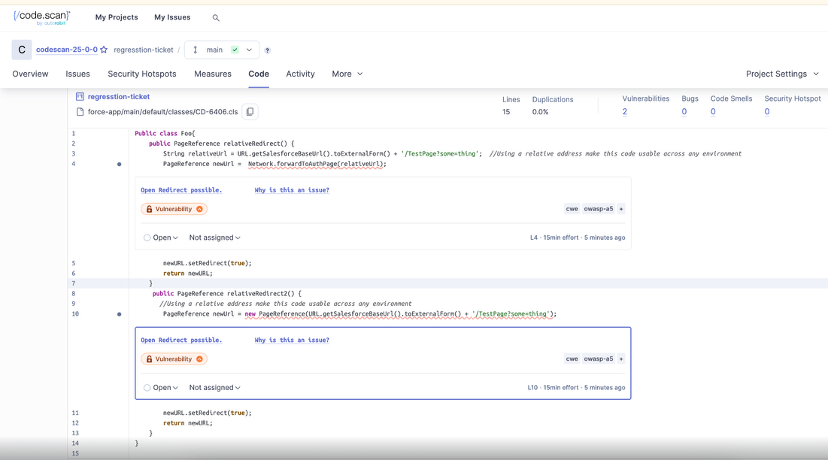 {/code.scan}
by autorabit
My Projects My Issues
C codescan-25-0-0 regresstion-ticket / main ?
Overview Issues Security Hotspots Measures Code Activity More Project Settings
regresstion-ticket
force-app/main/default/classes/CD-6406.cls
Lines Duplications Vulnerabilities Bugs Code Smells Security Hotspot
15 0.0% 2 0 0 0
1 Public class Foo{
2 public PageReference relativeRedirect() {
3 String relativeUrl = URL.getSalesforceBaseUrl().toExternalForm() + '/TestPage?some=thing'; //Using a relative address make this code usable across any environment
4 PageReference newUrl = Network.forwardToAuthPage(relativeUrl);
Open Redirect possible. Why is this an issue?
Vulnerability cwe owasp-a5 +
Open Not assigned L4 · 15min effort · 5 minutes ago
5 newURL.setRedirect(true);
6 return newURL;
7 }
8 public PageReference relativeRedirect2() {
9 //Using a relative address make this code usable across any environment
10 PageReference newUrl = new PageReference(URL.getSalesforceBaseUrl().toExternalForm() + '/TestPage?some=thing');
Open Redirect possible. Why is this an issue?
Vulnerability cwe owasp-a5 +
Open Not assigned L10 · 15min effort · 5 minutes ago
11 newURL.setRedirect(true);
12 return newURL;
13 }
14 }
15